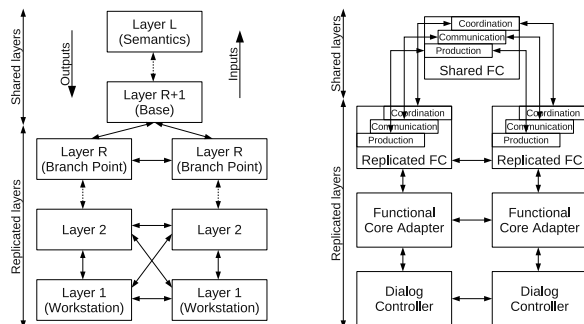 Shared layers
Replicated layers
Outputs
Inputs
Layer L
(Semantics)
Layer R+1
(Base)
Layer R
(Branch Point)
Layer R
(Branch Point)
Layer 2
Layer 2
Layer 1
(Workstation)
Layer 1
(Workstation)
Shared layers
Replicated layers
Coordination
Communication
Production
Shared FC
Coordination
Communication
Production
Replicated FC
Coordination
Communication
Production
Replicated FC
Functional
Core Adapter
Functional
Core Adapter
Dialog
Controller
Dialog
Controller